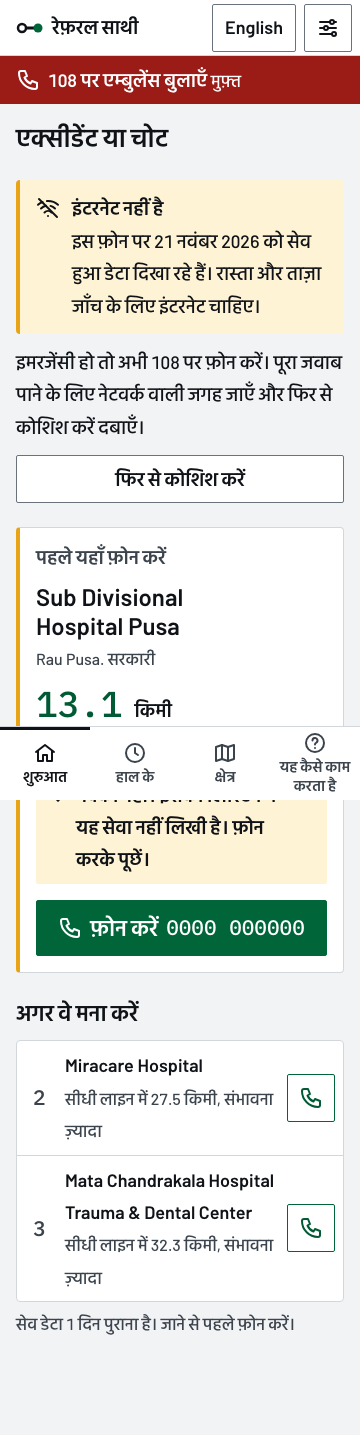 रेफ़रल साथी
English
108 पर एम्बुलेंस बुलाएँ मुफ़्त
एक्सीडेंट या चोट
इंटरनेट नहीं है
इस फ़ोन पर 21 नवंबर 2026 को सेव
हुआ डेटा दिखा रहे हैं। रास्ता और ताज़ा
जाँच के लिए इंटरनेट चाहिए।
इमरजेंसी हो तो अभी 108 पर फ़ोन करें। पूरा जवाब
पाने के लिए नेटवर्क वाली जगह जाएँ और फिर से
कोशिश करें दबाएँ।
फिर से कोशिश करें
पहले यहाँ फ़ोन करें
Sub Divisional
Hospital Pusa
Rau Pusa. सरकारी
13.1 किमी
शुरुआत
हाल के
क्षेत्र
यह कैसे काम
करता है
यह सेवा नहीं लिखी है। फ़ोन
करके पूछें।
फ़ोन करें 0000 000000
अगर वे मना करें
Miracare Hospital
2
सीधी लाइन में 27.5 किमी, संभावना
ज़्यादा
Mata Chandrakala Hospital
Trauma & Dental Center
3
सीधी लाइन में 32.3 किमी, संभावना
ज़्यादा
सेव डेटा 1 दिन पुराना है। जाने से पहले फ़ोन करें।